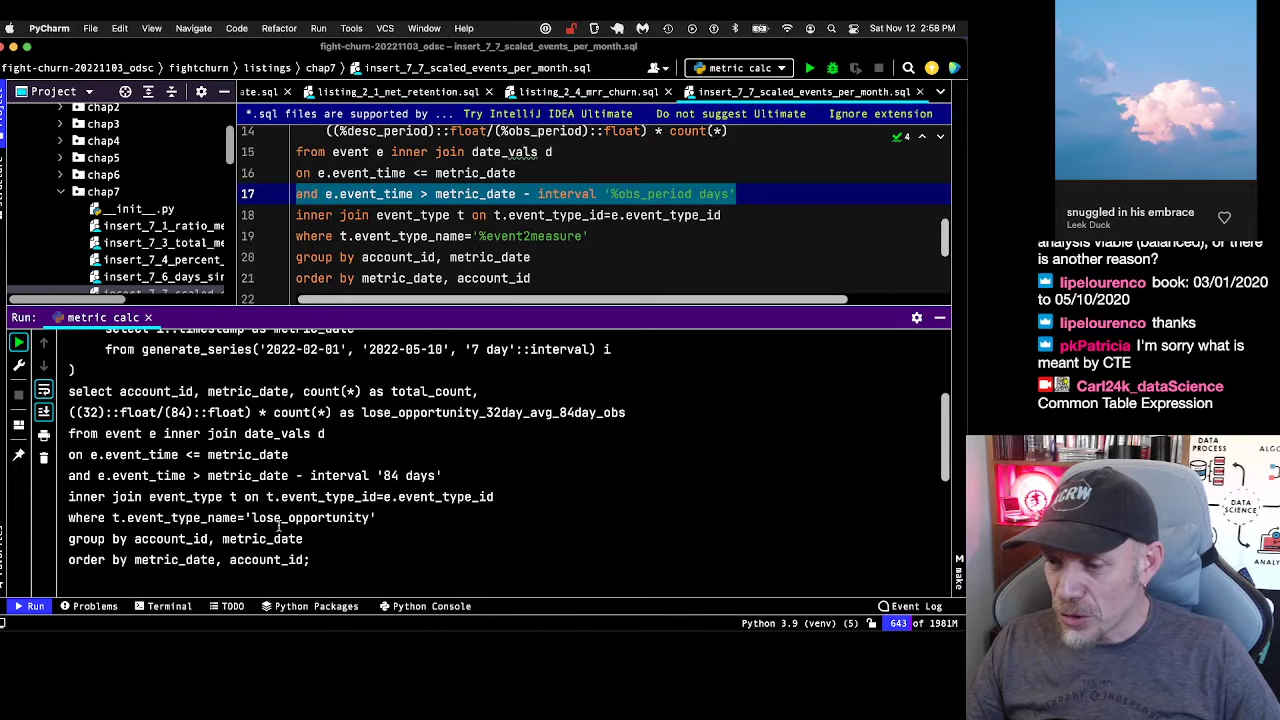 PyCharm File Edit View Navigate Code Refactor Run Tools VCS Window Help
Sat Nov 12 2:58 PM
fight-churn-20221103_odsc – insert_7_7_scaled_events_per_month.sql
fight-churn-20221103_odsc fightchurn listings chap7 insert_7_7_scaled_events_per_month.sql
metric calc
Project
ate.sql listing_2_1_net_retention.sql listing_2_4_mrr_churn.sql insert_7_7_scaled_events_per_month.sql
*.sql files are supported by ... Try IntelliJ IDEA Ultimate Do not suggest Ultimate Ignore extension
chap2
chap3
chap4
chap5
chap6
chap7
__init__.py
insert_7_1_ratio_me
insert_7_3_total_me
insert_7_4_percent_
insert_7_6_days_sin
14 ((%desc_period)::float/(%obs_period)::float) * count(*)
4
15 from event e inner join date_vals d
16 on e.event_time <= metric_date
17 and e.event_time > metric_date - interval '%obs_period days'
18 inner join event_type t on t.event_type_id=e.event_type_id
19 where t.event_type_name='%event2measure'
20 group by account_id, metric_date
21 order by metric_date, account_id
22
Run: metric calc
from generate_series('2022-02-01', '2022-05-10', '7 day'::interval) i
)
select account_id, metric_date, count(*) as total_count,
((32)::float/(84)::float) * count(*) as lose_opportunity_32day_avg_84day_obs
from event e inner join date_vals d
on e.event_time <= metric_date
and e.event_time > metric_date - interval '84 days'
inner join event_type t on t.event_type_id=e.event_type_id
where t.event_type_name='lose_opportunity'
group by account_id, metric_date
order by metric_date, account_id;
Run Problems Terminal TODO Python Packages Python Console Event Log
Python 3.9 (venv) (5) 643 of 1981M
snuggled in his embrace
Leek Duck
analysis viable (balanced), or there
is another reason?
lipelourenco book: 03/01/2020
to 05/10/2020
lipelourenco thanks
pkPatricia I'm sorry what is
meant by CTE
Carl24k_dataScience
Common Table Expression
make
DATA
PROCESS
DATA
SCIENCE